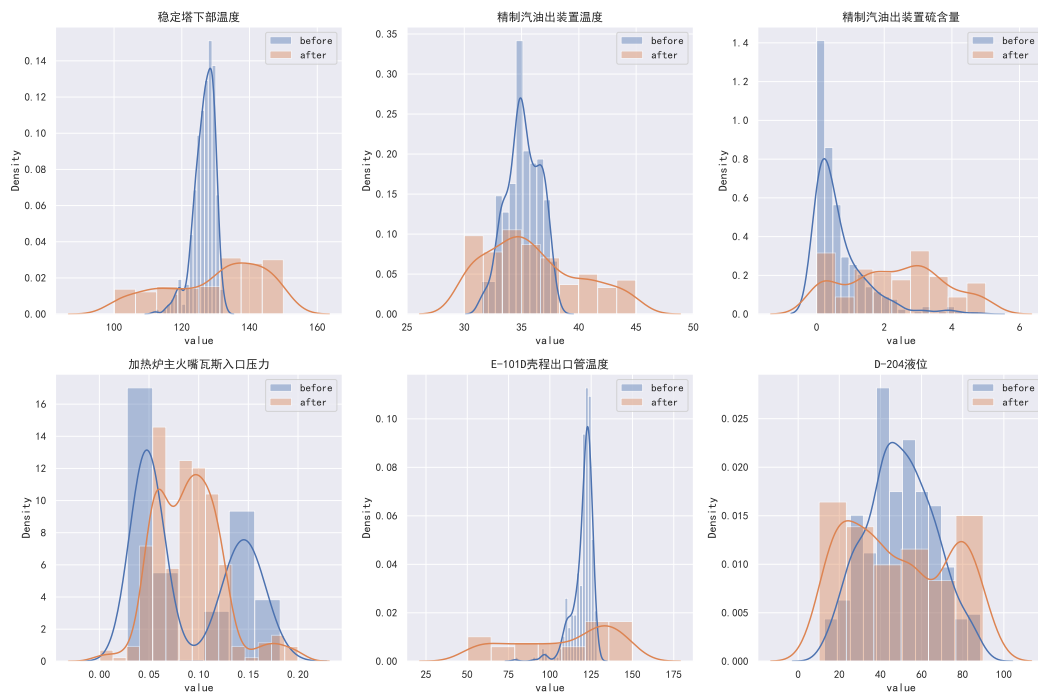 稳定塔下部温度
before
after
Density
0.14
0.12
0.10
0.08
0.06
0.04
0.02
0.00
100
120
140
160
value
精制汽油出装置温度
before
after
Density
0.35
0.30
0.25
0.20
0.15
0.10
0.05
0.00
25
30
35
40
45
50
value
精制汽油出装置硫含量
before
after
Density
1.4
1.2
1.0
0.8
0.6
0.4
0.2
0.0
0
2
4
6
value
加热炉主火嘴瓦斯入口压力
before
after
Density
16
14
12
10
8
6
4
2
0
0.00
0.05
0.10
0.15
0.20
value
E-101D壳程出口管温度
before
after
Density
0.10
0.08
0.06
0.04
0.02
0.00
25
50
75
100
125
150
175
value
D-204液位
before
after
Density
0.025
0.020
0.015
0.010
0.005
0.000
0
20
40
60
80
100
value